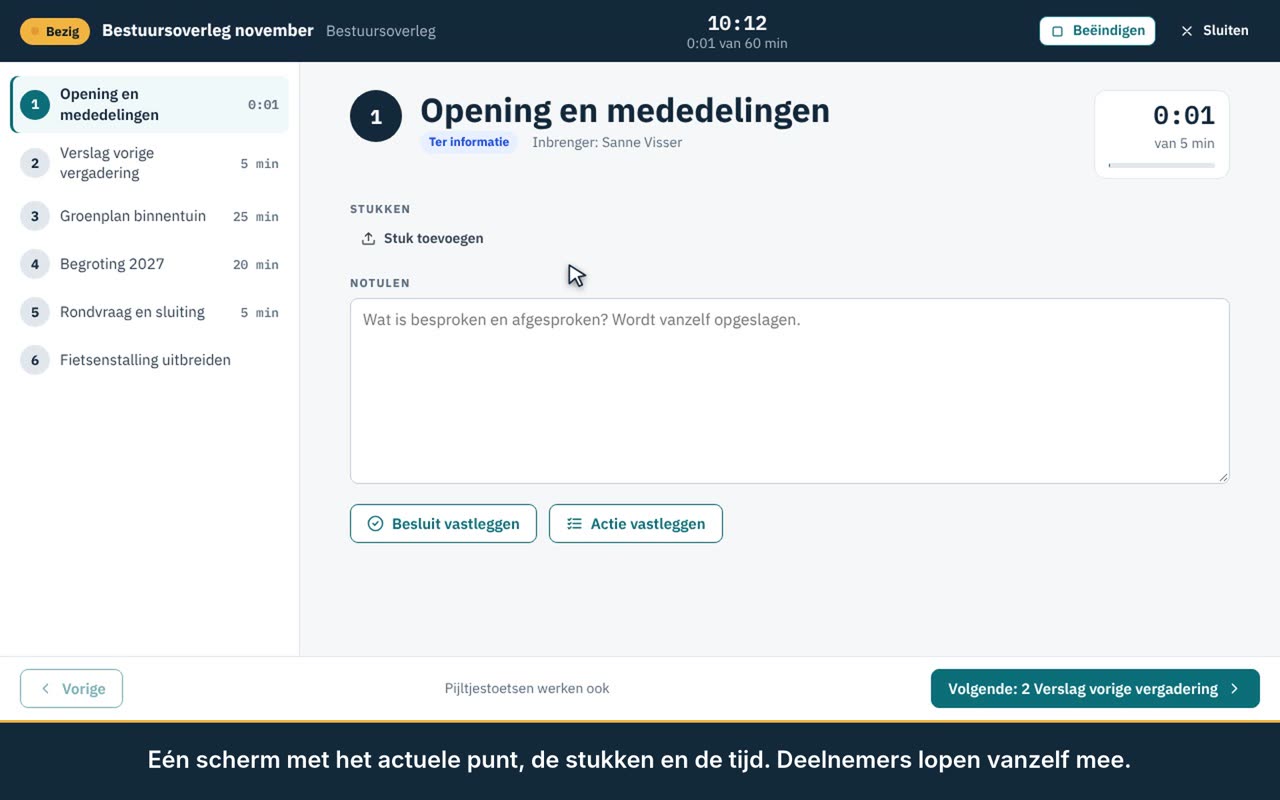 Bezig Bestuursoverleg november Bestuursoverleg
10:12
0:01 van 60 min
Beëindigen
Sluiten
1 Opening en mededelingen 0:01
2 Verslag vorige vergadering 5 min
3 Groenplan binnentuin 25 min
4 Begroting 2027 20 min
5 Rondvraag en sluiting 5 min
6 Fietsenstalling uitbreiden
1 Opening en mededelingen
Ter informatie Inbrenger: Sanne Visser
0:01
van 5 min
STUKKEN
Stuk toevoegen
NOTULEN
Wat is besproken en afgesproken? Wordt vanzelf opgeslagen.
Besluit vastleggen Actie vastleggen
Vorige
Pijltjestoetsen werken ook
Volgende: 2 Verslag vorige vergadering
Eén scherm met het actuele punt, de stukken en de tijd. Deelnemers lopen vanzelf mee.